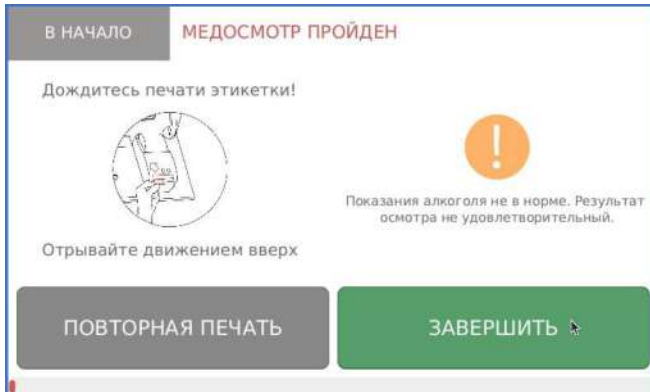 В НАЧАЛО
МЕДОСМОТР ПРОЙДЕН
Дождитесь печати этикетки!
Отрывайте движением вверх
Показания алкоголя не в норме. Результат
осмотра не удовлетворительный.
ПОВТОРНАЯ ПЕЧАТЬ
ЗАВЕРШИТЬ